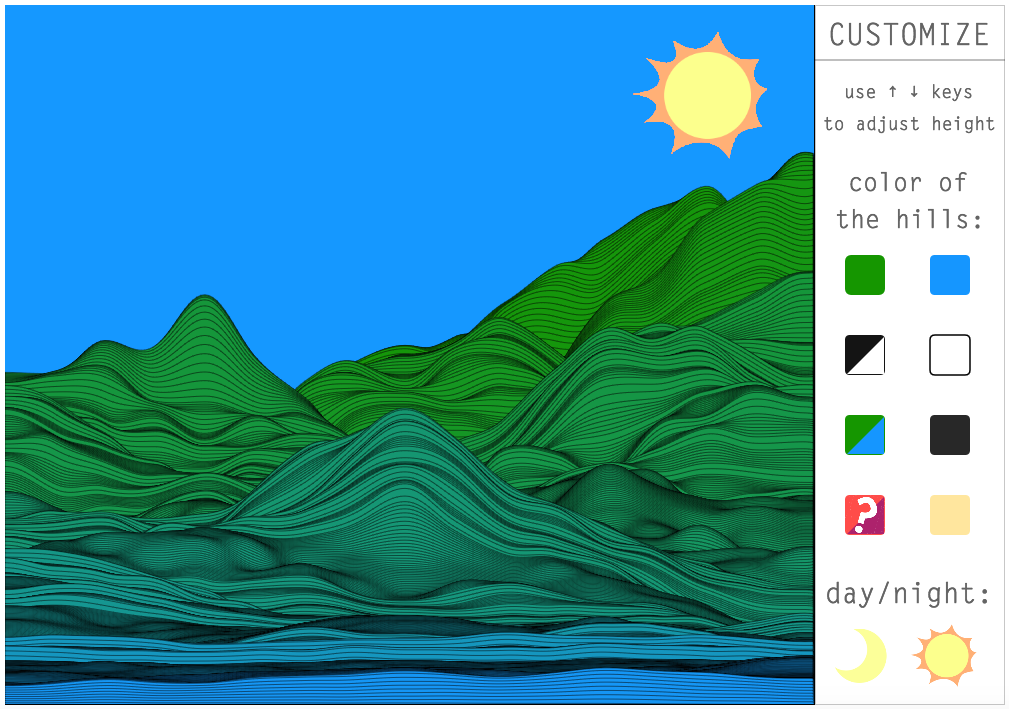 CUSTOMIZE
use ↑ ↓ keys
to adjust height
color of
the hills:
?
day/night: